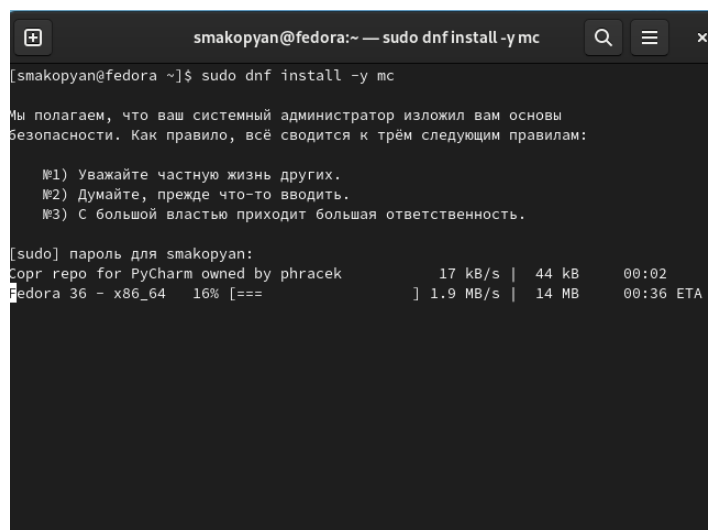 smakopyan@fedora:~ — sudo dnf install -y mc
[smakopyan@fedora ~]$ sudo dnf install -y mc
Мы полагаем, что ваш системный администратор изложил вам основы
безопасности. Как правило, всё сводится к трём следующим правилам:
№1) Уважайте частную жизнь других.
№2) Думайте, прежде что-то вводить.
№3) С большой властью приходит большая ответственность.
[sudo] пароль для smakopyan:
Copr repo for PyCharm owned by phracek 17 kB/s | 44 kB 00:02
Fedora 36 - x86_64 16% [=== ] 1.9 MB/s | 14 MB 00:36 ETA